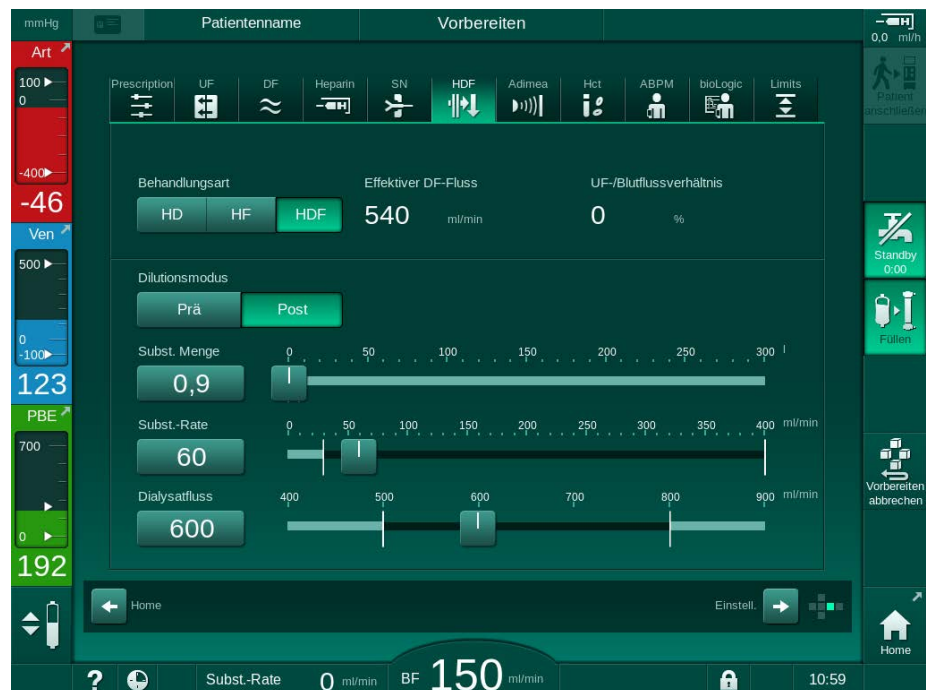 mmHg
Patientenname
Vorbereiten
0,0 ml/h
Art
100
0
-400
-46
Ven
500
0
-100
123
PBE
700
0
192
Prescription UF DF Heparin SN HDF Adimea Hct ABPM bioLogic Limits
H H
Behandlungsart Effektiver DF-Fluss UF-/Blutflussverhältnis
HD HF HDF 540 ml/min 0 %
Dilutionsmodus
Prä Post
Subst. Menge 0 50 100 150 200 250 300 l
0,9
Subst.-Rate 0 50 100 150 200 250 300 350 400 ml/min
60
Dialysatfluss 400 500 600 700 800 900 ml/min
600
Home Einstell.
Patient
anschließen
Standby
0:00
Füllen
Vorbereiten
abbrechen
Home
? Subst.-Rate 0 ml/min BF 150 ml/min 10:59